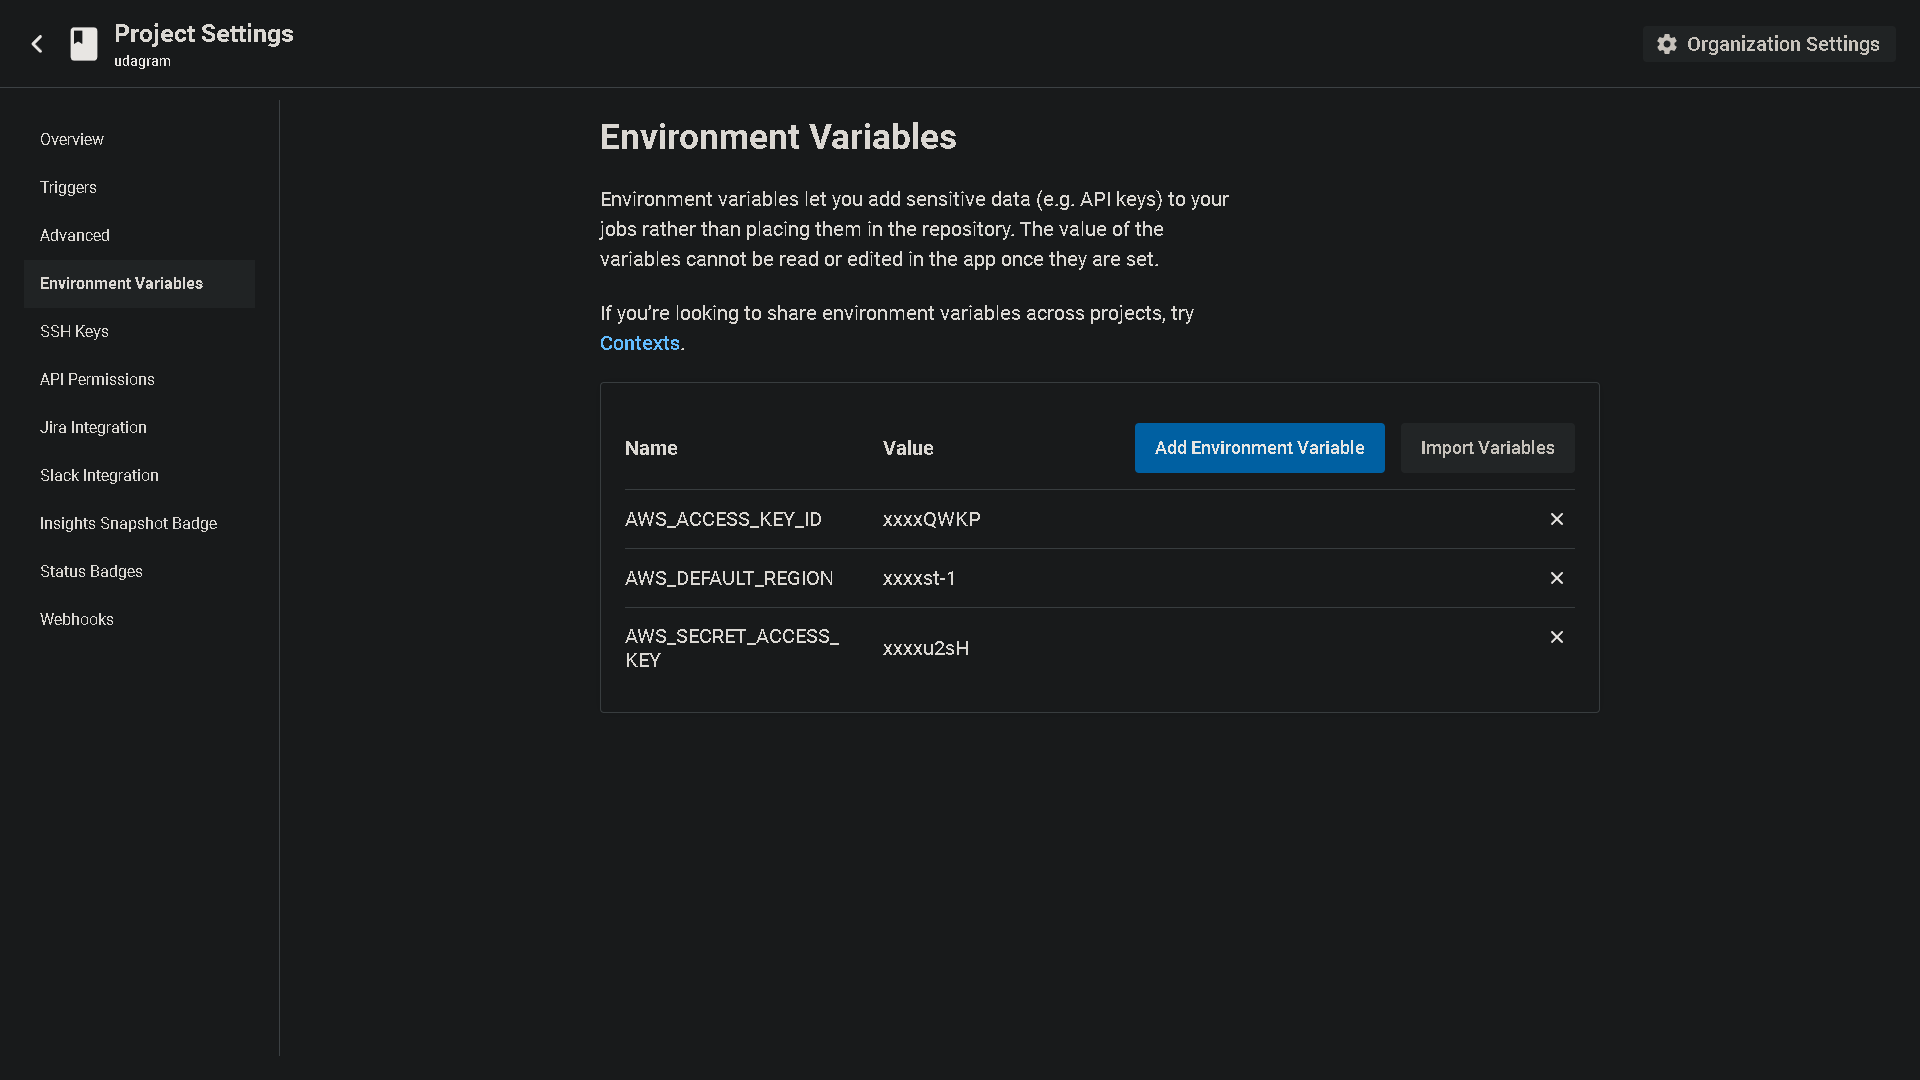 Project Settings
udagram
Organization Settings
Overview
Triggers
Advanced
Environment Variables
SSH Keys
API Permissions
Jira Integration
Slack Integration
Insights Snapshot Badge
Status Badges
Webhooks
Environment Variables
Environment variables let you add sensitive data (e.g. API keys) to your
jobs rather than placing them in the repository. The value of the
variables cannot be read or edited in the app once they are set.
If you’re looking to share environment variables across projects, try
Contexts.
Name Value Add Environment Variable Import Variables
AWS_ACCESS_KEY_ID xxxxQWKP
AWS_DEFAULT_REGION xxxxst-1
AWS_SECRET_ACCESS_
KEY xxxxu2sH